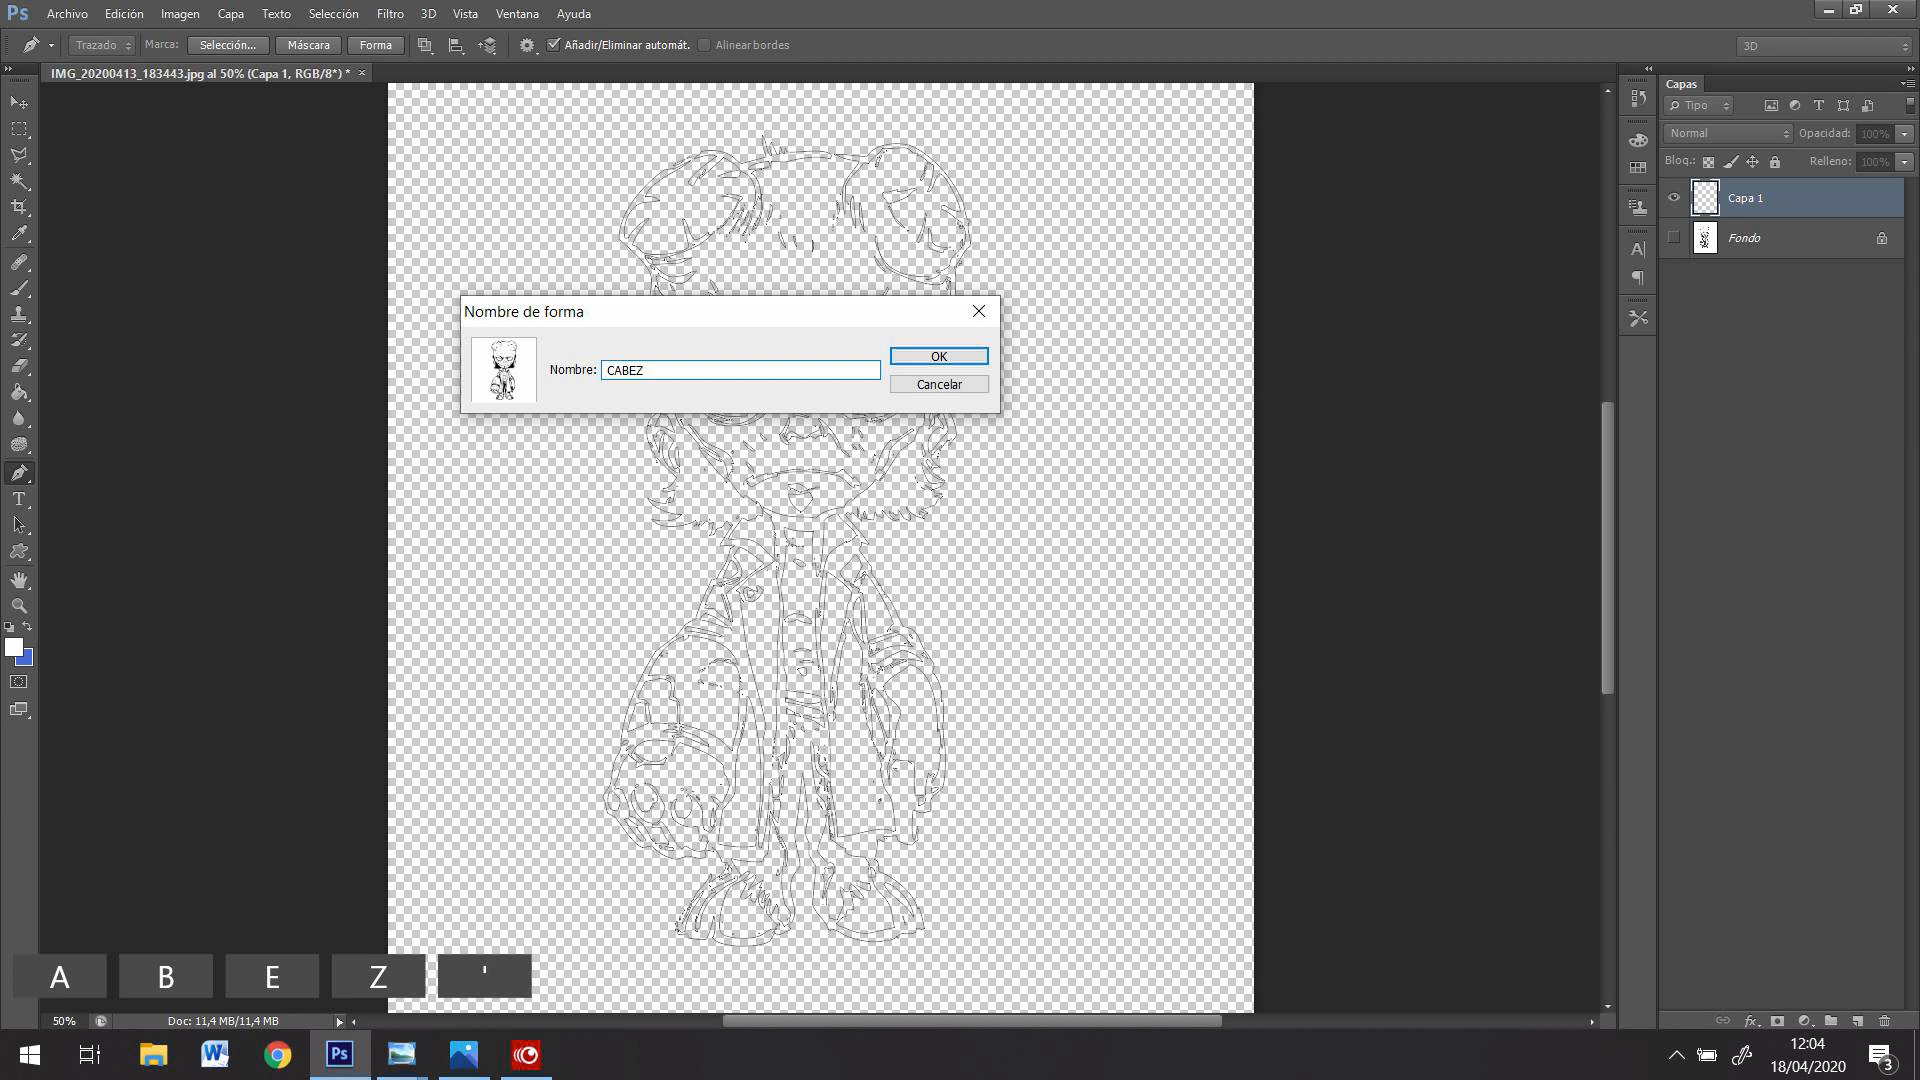 Ps Archivo Edición Imagen Capa Texto Selección Filtro 3D Vista Ventana Ayuda
Trazado Marca: Selección... Máscara Forma Añadir/Eliminar automát. Alinear bordes 3D
IMG_20200413_183443.jpg al 50% (Capa 1, RGB/8*) * ×
Capas
Tipo
Normal Opacidad: 100%
Bloq.: Relleno: 100%
Capa 1
Fondo
Nombre de forma
Nombre: CABEZ
OK
Cancelar
A B E Z '
50% Doc: 11,4 MB/11,4 MB
12:04
18/04/2020
3